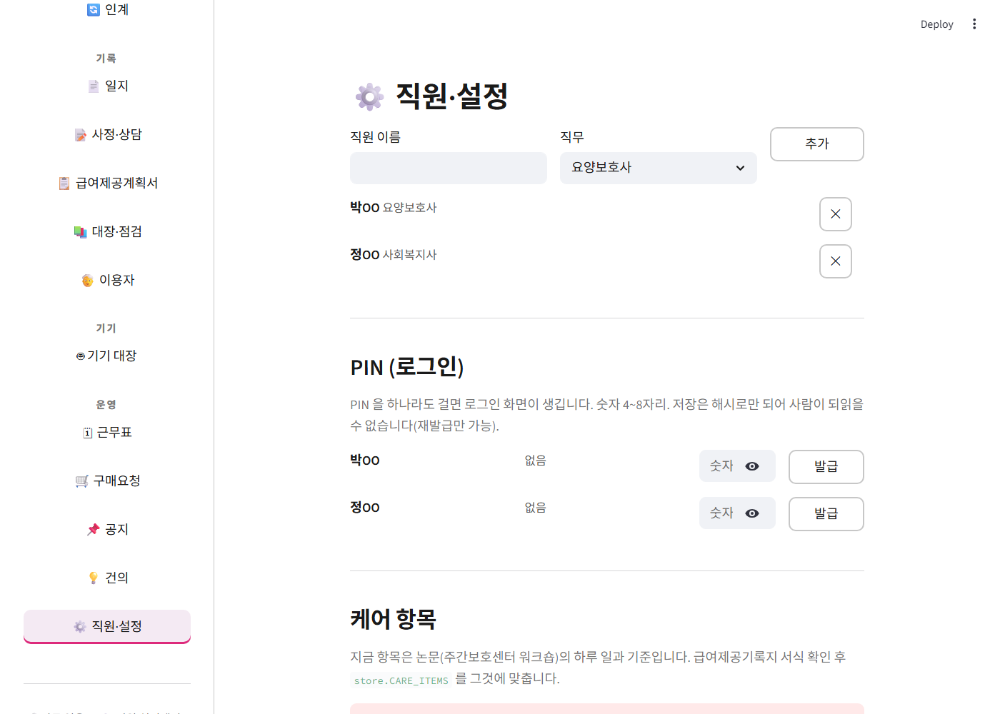 인계
기록
일지
사정·상담
급여제공계획서
대장·점검
이용자
기기
기기 대장
운영
근무표
구매요청
공지
건의
직원·설정
Deploy
직원·설정
직원 이름
직무
추가
요양보호사
박OO 요양보호사
정OO 사회복지사
PIN (로그인)
PIN 을 하나라도 걸면 로그인 화면이 생깁니다. 숫자 4~8자리. 저장은 해시로만 되어 사람이 되읽을
수 없습니다(재발급만 가능).
박OO 없음 숫자 발급
정OO 없음 숫자 발급
케어 항목
지금 항목은 논문(주간보호센터 워크숍)의 하루 일과 기준입니다. 급여제공기록지 서식 확인 후
store.CARE_ITEMS 를 그것에 맞춥니다.